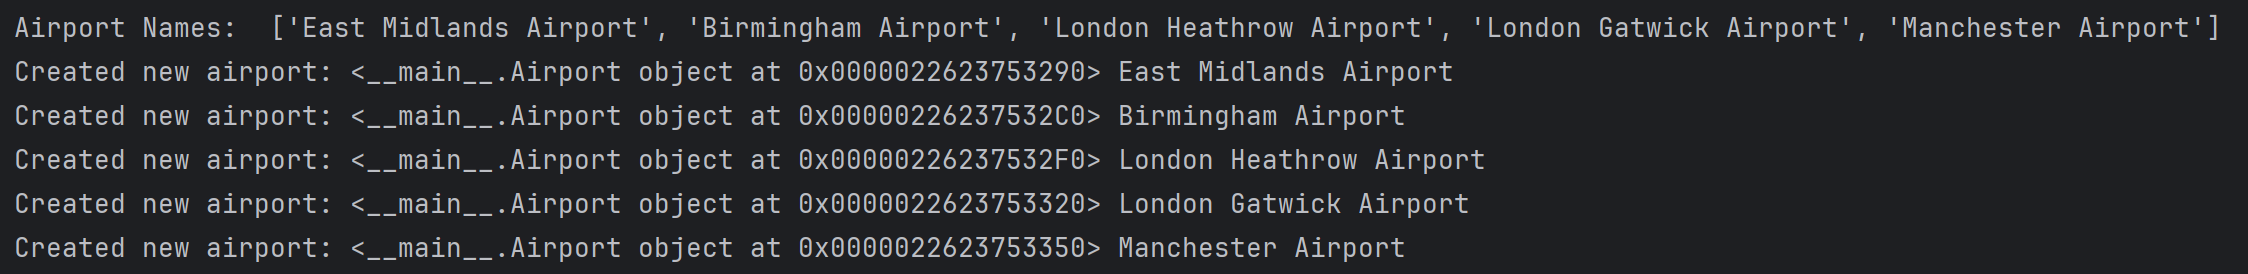 Airport Names:  ['East Midlands Airport', 'Birmingham Airport', 'London Heathrow Airport', 'London Gatwick Airport', 'Manchester Airport']
Created new airport: <__main__.Airport object at 0x0000022623753290> East Midlands Airport
Created new airport: <__main__.Airport object at 0x00000226237532C0> Birmingham Airport
Created new airport: <__main__.Airport object at 0x00000226237532F0> London Heathrow Airport
Created new airport: <__main__.Airport object at 0x0000022623753320> London Gatwick Airport
Created new airport: <__main__.Airport object at 0x0000022623753350> Manchester Airport